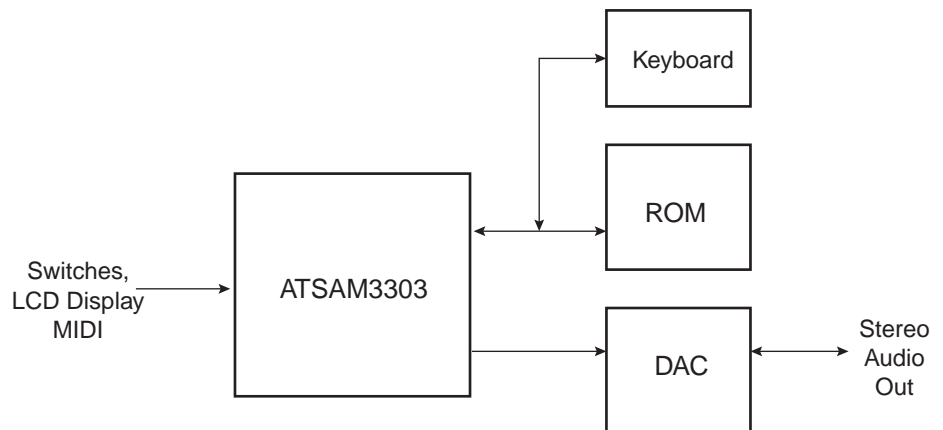 Keyboard
ROM
Switches,
LCD Display
MIDI
ATSAM3303
DAC
Stereo
Audio
Out